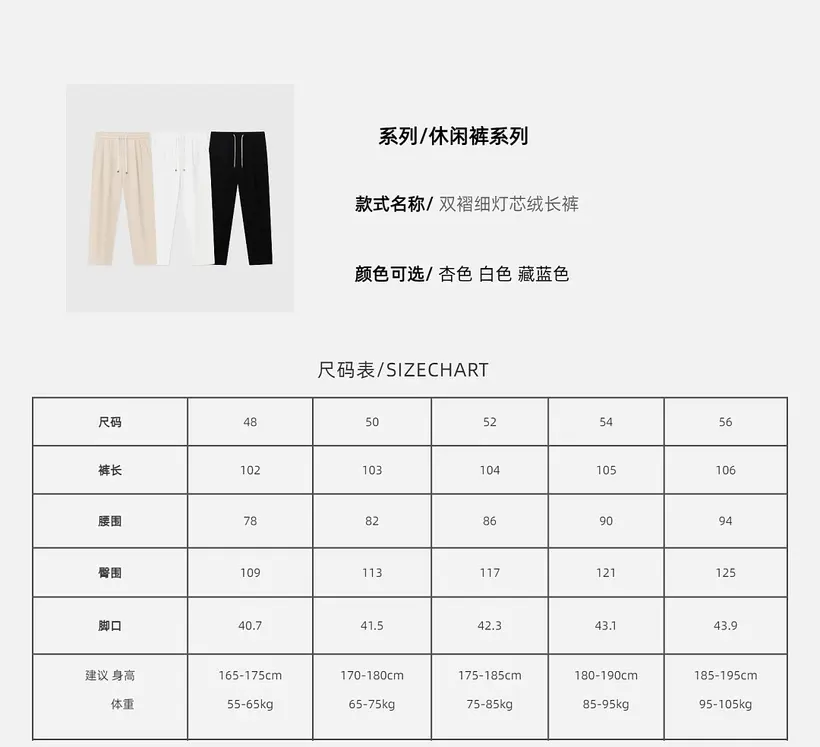 系列/休闲裤系列
款式名称/ 双褶细灯芯绒长裤
颜色可选/ 杏色 白色 藏蓝色
尺码表/SIZECHART
尺码 48 50 52 54 56
裤长 102 103 104 105 106
腰围 78 82 86 90 94
臀围 109 113 117 121 125
脚口 40.7 41.5 42.3 43.1 43.9
建议 身高 165-175cm 170-180cm 175-185cm 180-190cm 185-195cm
体重 55-65kg 65-75kg 75-85kg 85-95kg 95-105kg